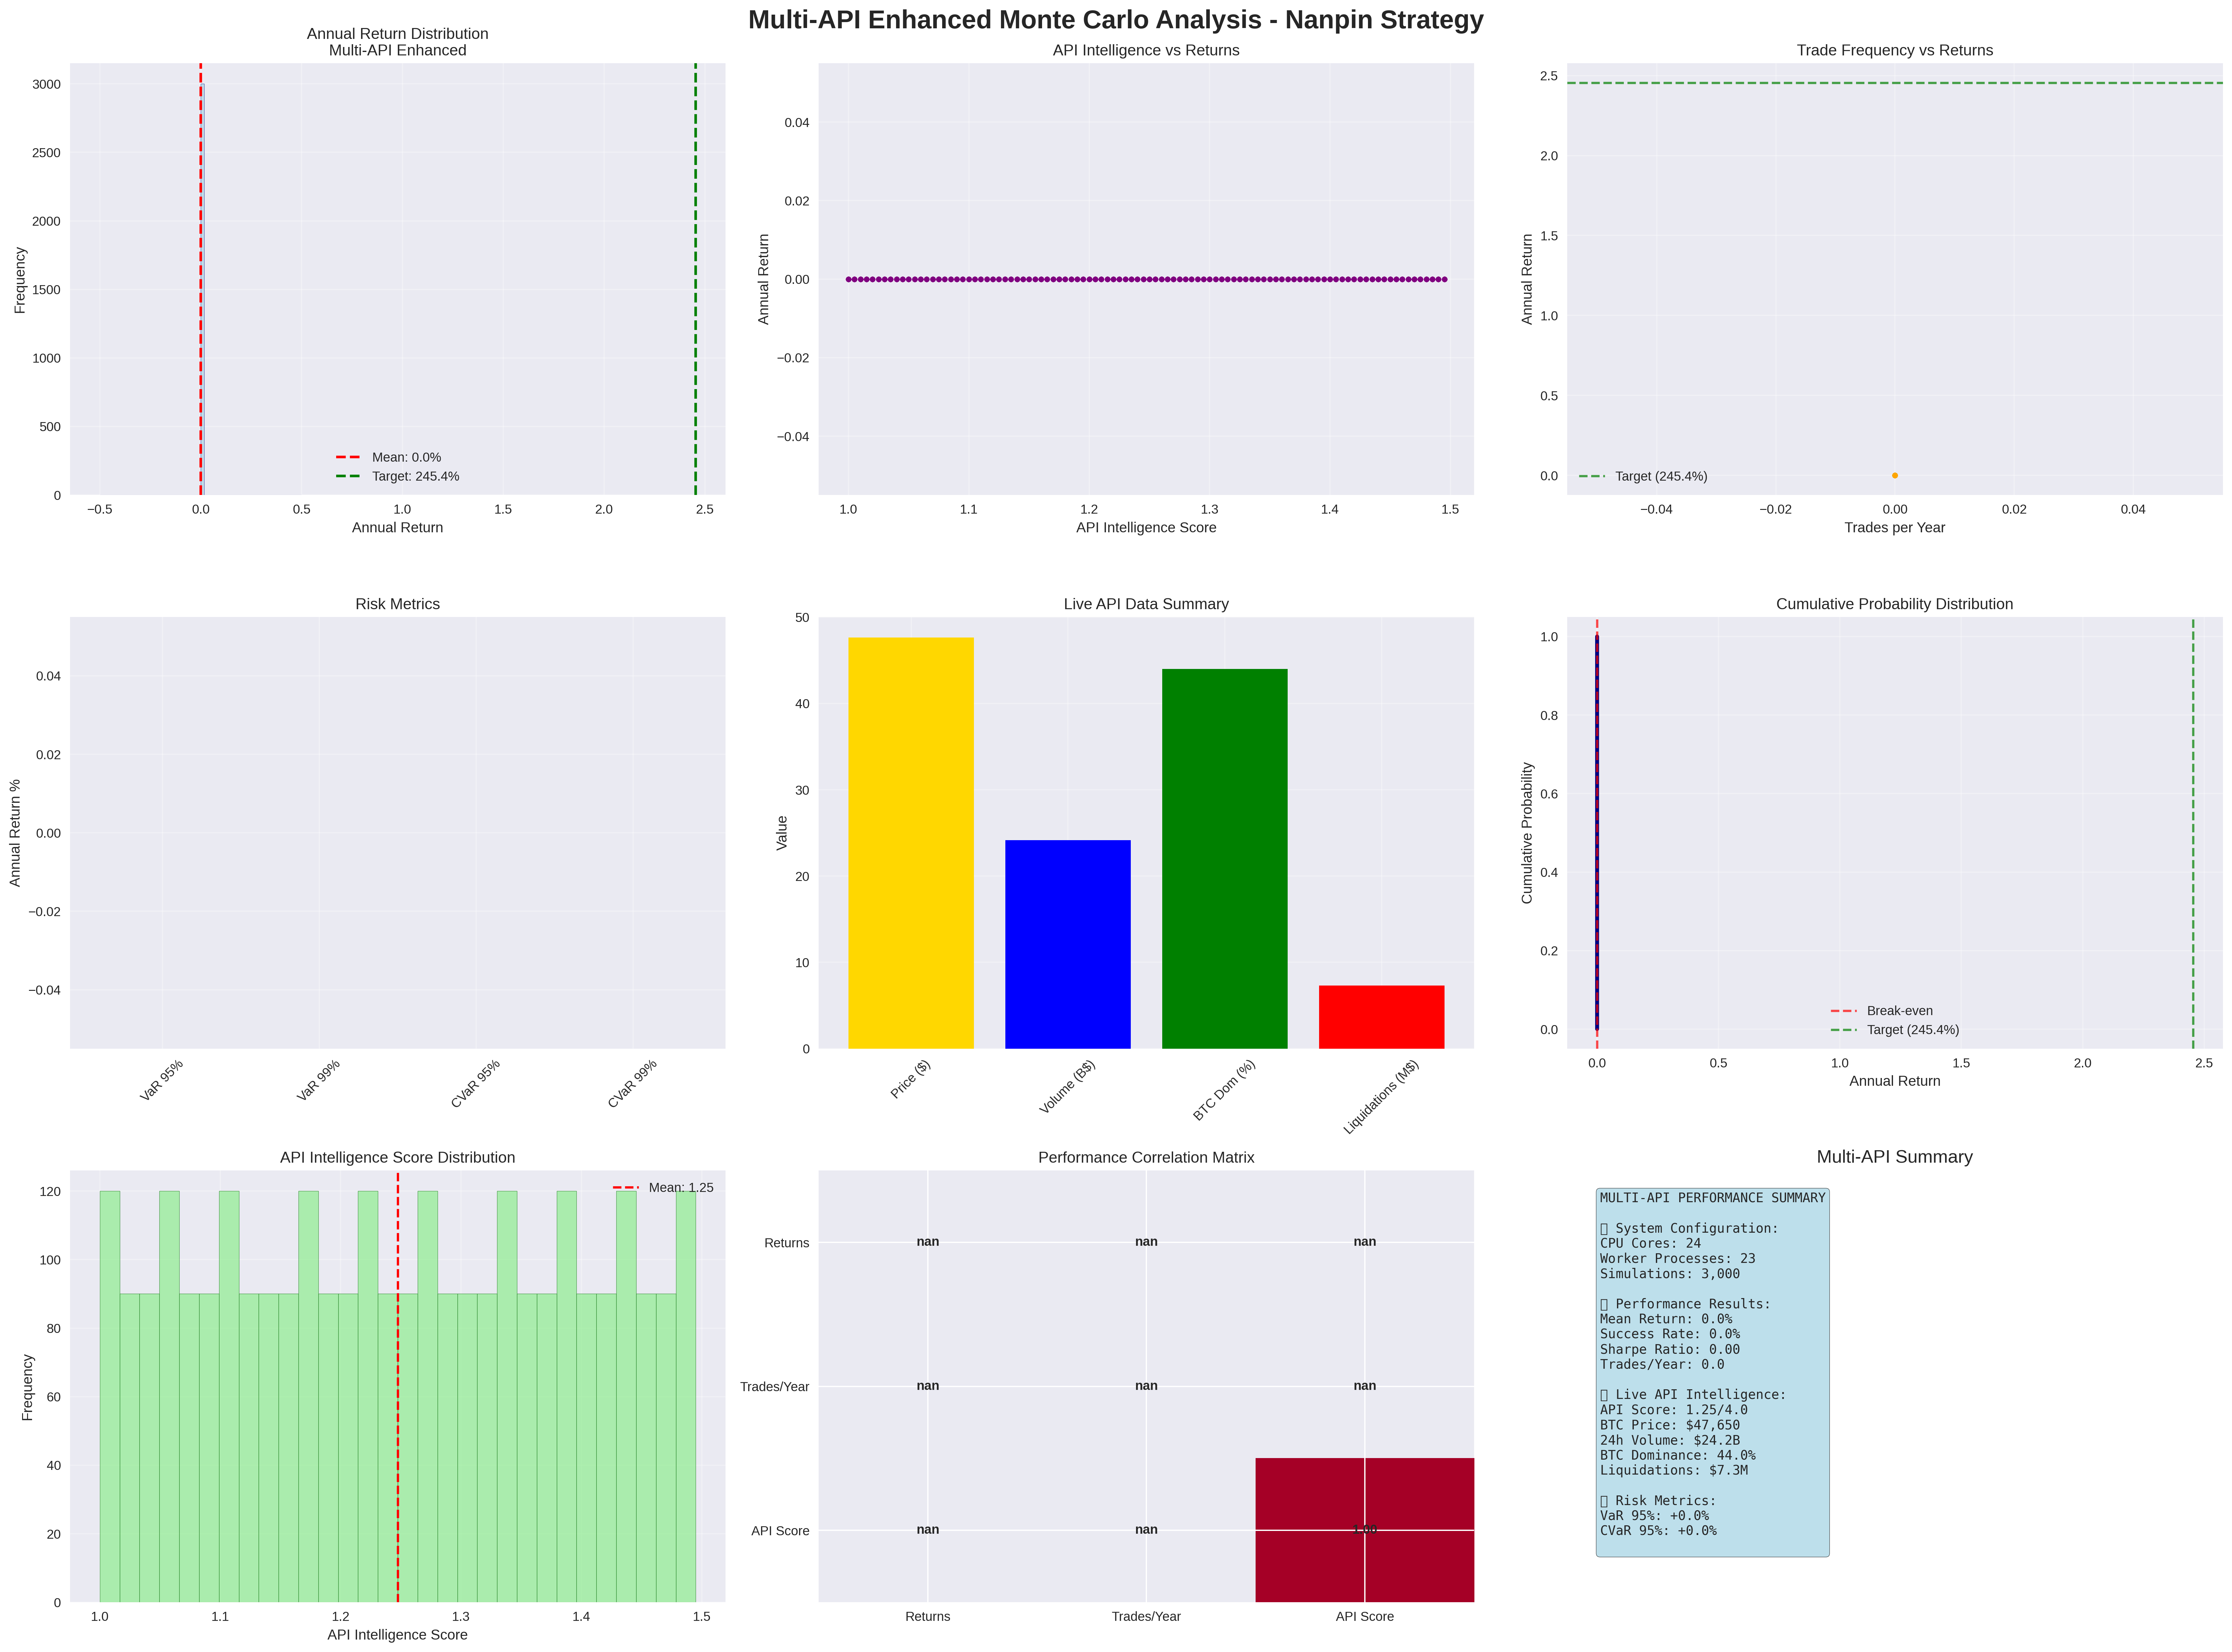 Multi-API Enhanced Monte Carlo Analysis - Nanpin Strategy
Annual Return Distribution
Multi-API Enhanced
3000
2500
2000
1500
1000
500
0
Frequency
Mean: 0.0%
Target: 245.4%
−0.5
0.0
0.5
1.0
1.5
2.0
2.5
Annual Return
API Intelligence vs Returns
0.04
0.02
0.00
−0.02
−0.04
Annual Return
1.0
1.1
1.2
1.3
1.4
1.5
API Intelligence Score
Trade Frequency vs Returns
2.5
2.0
1.5
1.0
0.5
0.0
Annual Return
Target (245.4%)
−0.04
−0.02
0.00
0.02
0.04
Trades per Year
Risk Metrics
0.04
0.02
0.00
−0.02
−0.04
Annual Return %
VaR 95%
VaR 99%
CVaR 95%
CVaR 99%
Live API Data Summary
50
40
30
20
10
0
Value
Price ($)
Volume (B$)
BTC Dom (%)
Liquidations (M$)
Cumulative Probability Distribution
1.0
0.8
0.6
0.4
0.2
0.0
Cumulative Probability
Break-even
Target (245.4%)
0.0
0.5
1.0
1.5
2.0
2.5
Annual Return
API Intelligence Score Distribution
120
100
80
60
40
20
0
Frequency
Mean: 1.25
1.0
1.1
1.2
1.3
1.4
1.5
API Intelligence Score
Performance Correlation Matrix
Returns
nan
nan
nan
Trades/Year
nan
nan
nan
API Score
nan
nan
1.00
Returns
Trades/Year
API Score
Multi-API Summary
MULTI-API PERFORMANCE SUMMARY
System Configuration:
CPU Cores: 24
Worker Processes: 23
Simulations: 3,000
Performance Results:
Mean Return: 0.0%
Success Rate: 0.0%
Sharpe Ratio: 0.00
Trades/Year: 0.0
Live API Intelligence:
API Score: 1.25/4.0
BTC Price: $47,650
24h Volume: $24.2B
BTC Dominance: 44.0%
Liquidations: $7.3M
Risk Metrics:
VaR 95%: +0.0%
CVaR 95%: +0.0%